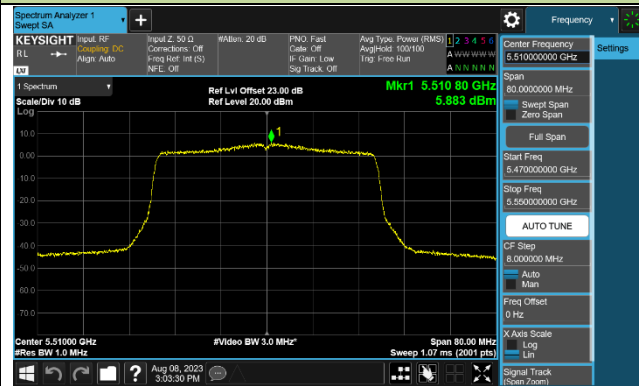 Spectrum Analyzer 1
Swept SA
Frequency
KEYSIGHT
RL
LXI
Input: RF
Coupling: DC
Align: Auto
Input Z: 50 Ω
Corrections: Off
Freq Ref: Int (S)
NFE: Off
#Atten: 20 dB
PNO: Fast
Gate: Off
IF Gain: Low
Sig Track: Off
Avg Type: Power (RMS)
Avg|Hold: 100/100
Trig: Free Run
1 2 3 4 5 6
A W W W W W
A N N N N N
Settings
1 Spectrum
Scale/Div 10 dB
Log
Ref Lvl Offset 23.00 dB
Ref Level 20.00 dBm
Mkr1 5.510 80 GHz
5.883 dBm
1
10.0
0.00
-10.0
-20.0
-30.0
-40.0
-50.0
-60.0
-70.0
Center 5.51000 GHz
#Res BW 1.0 MHz
#Video BW 3.0 MHz*
Span 80.00 MHz
Sweep 1.07 ms (2001 pts)
Center Frequency
5.510000000 GHz
Span
80.0000000 MHz
Swept Span
Zero Span
Full Span
Start Freq
5.470000000 GHz
Stop Freq
5.550000000 GHz
AUTO TUNE
CF Step
8.000000 MHz
Auto
Man
Freq Offset
0 Hz
X Axis Scale
Log
Lin
Signal Track
(Span Zoom)
Aug 08, 2023
3:03:30 PM